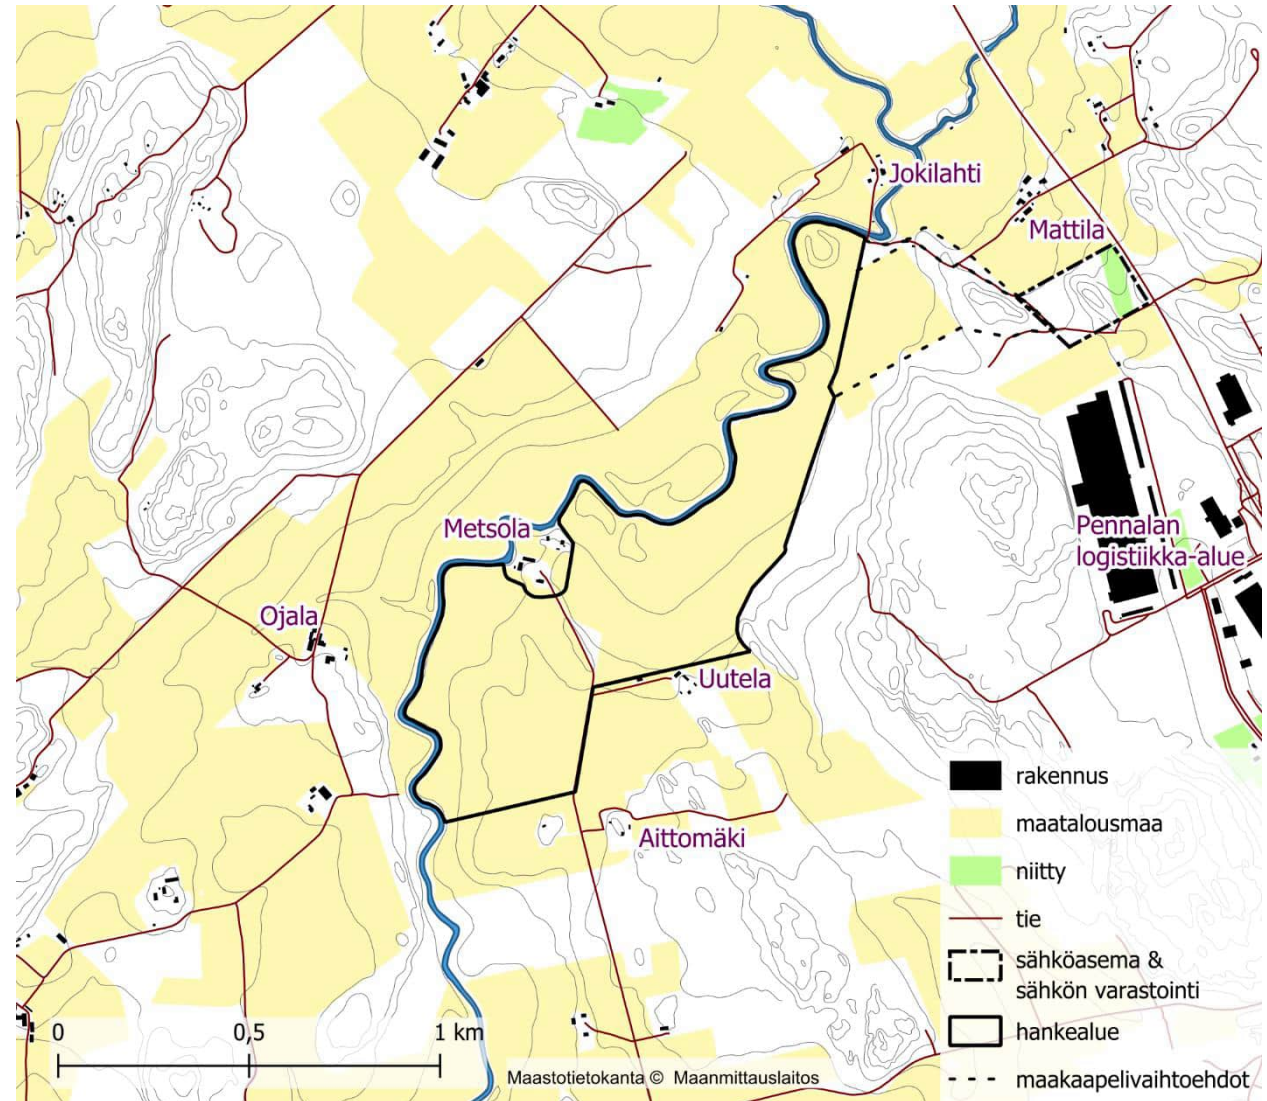 Jokilahti
Mattila
Metsola
Pennalan
logistiikka-alue
Ojala
Uutela
Aittomäki
rakennus
maatalousmaa
niitty
tie
sähköasema &
sähkön varastointi
hankealue
maakaapelivaihtoehdot
0 0,5 1 km
Maastotietokanta © Maanmittauslaitos